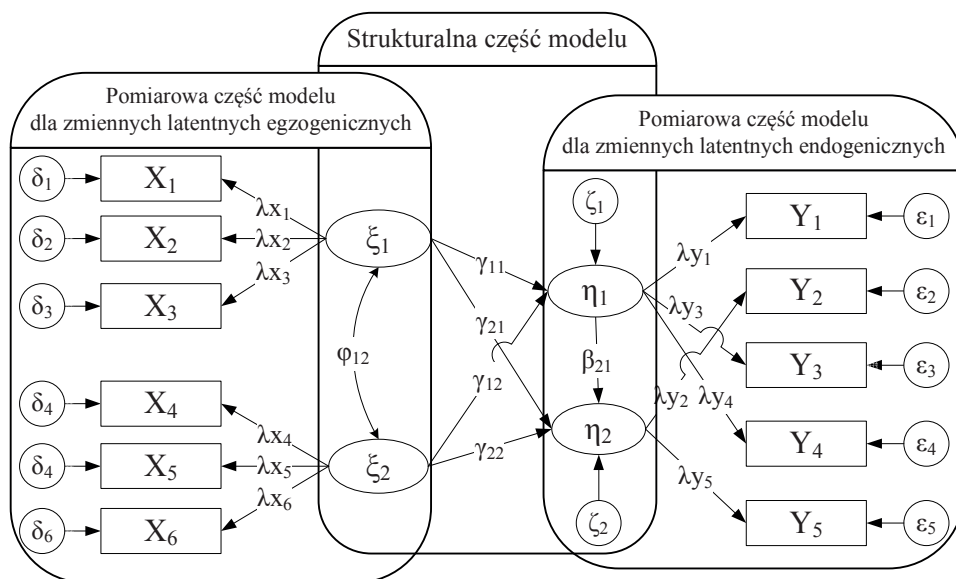 Strukturalna część modelu
Pomiarowa część modelu
dla zmiennych latentnych egzogenicznych
Pomiarowa część modelu
dla zmiennych latentnych endogenicznych
δ₁
X₁
λx₁
δ₂
X₂
λx₂
δ₃
X₃
λx₃
δ₄
X₄
λx₄
δ₄
X₅
λx₅
δ₆
X₆
λx₆
ξ₁
φ₁₂
ξ₂
γ₁₁
γ₂₁
γ₁₂
γ₂₂
ζ₁
η₁
β₂₁
η₂
ζ₂
λy₁
λy₃
λy₂
λy₄
λy₅
Y₁
ε₁
Y₂
ε₂
Y₃
ε₃
Y₄
ε₄
Y₅
ε₅